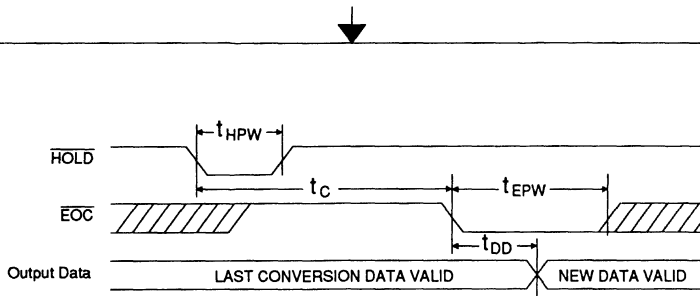 tHPW
HOLD
tC
tEPW
EOC
tDD
Output Data
LAST CONVERSION DATA VALID
NEW DATA VALID